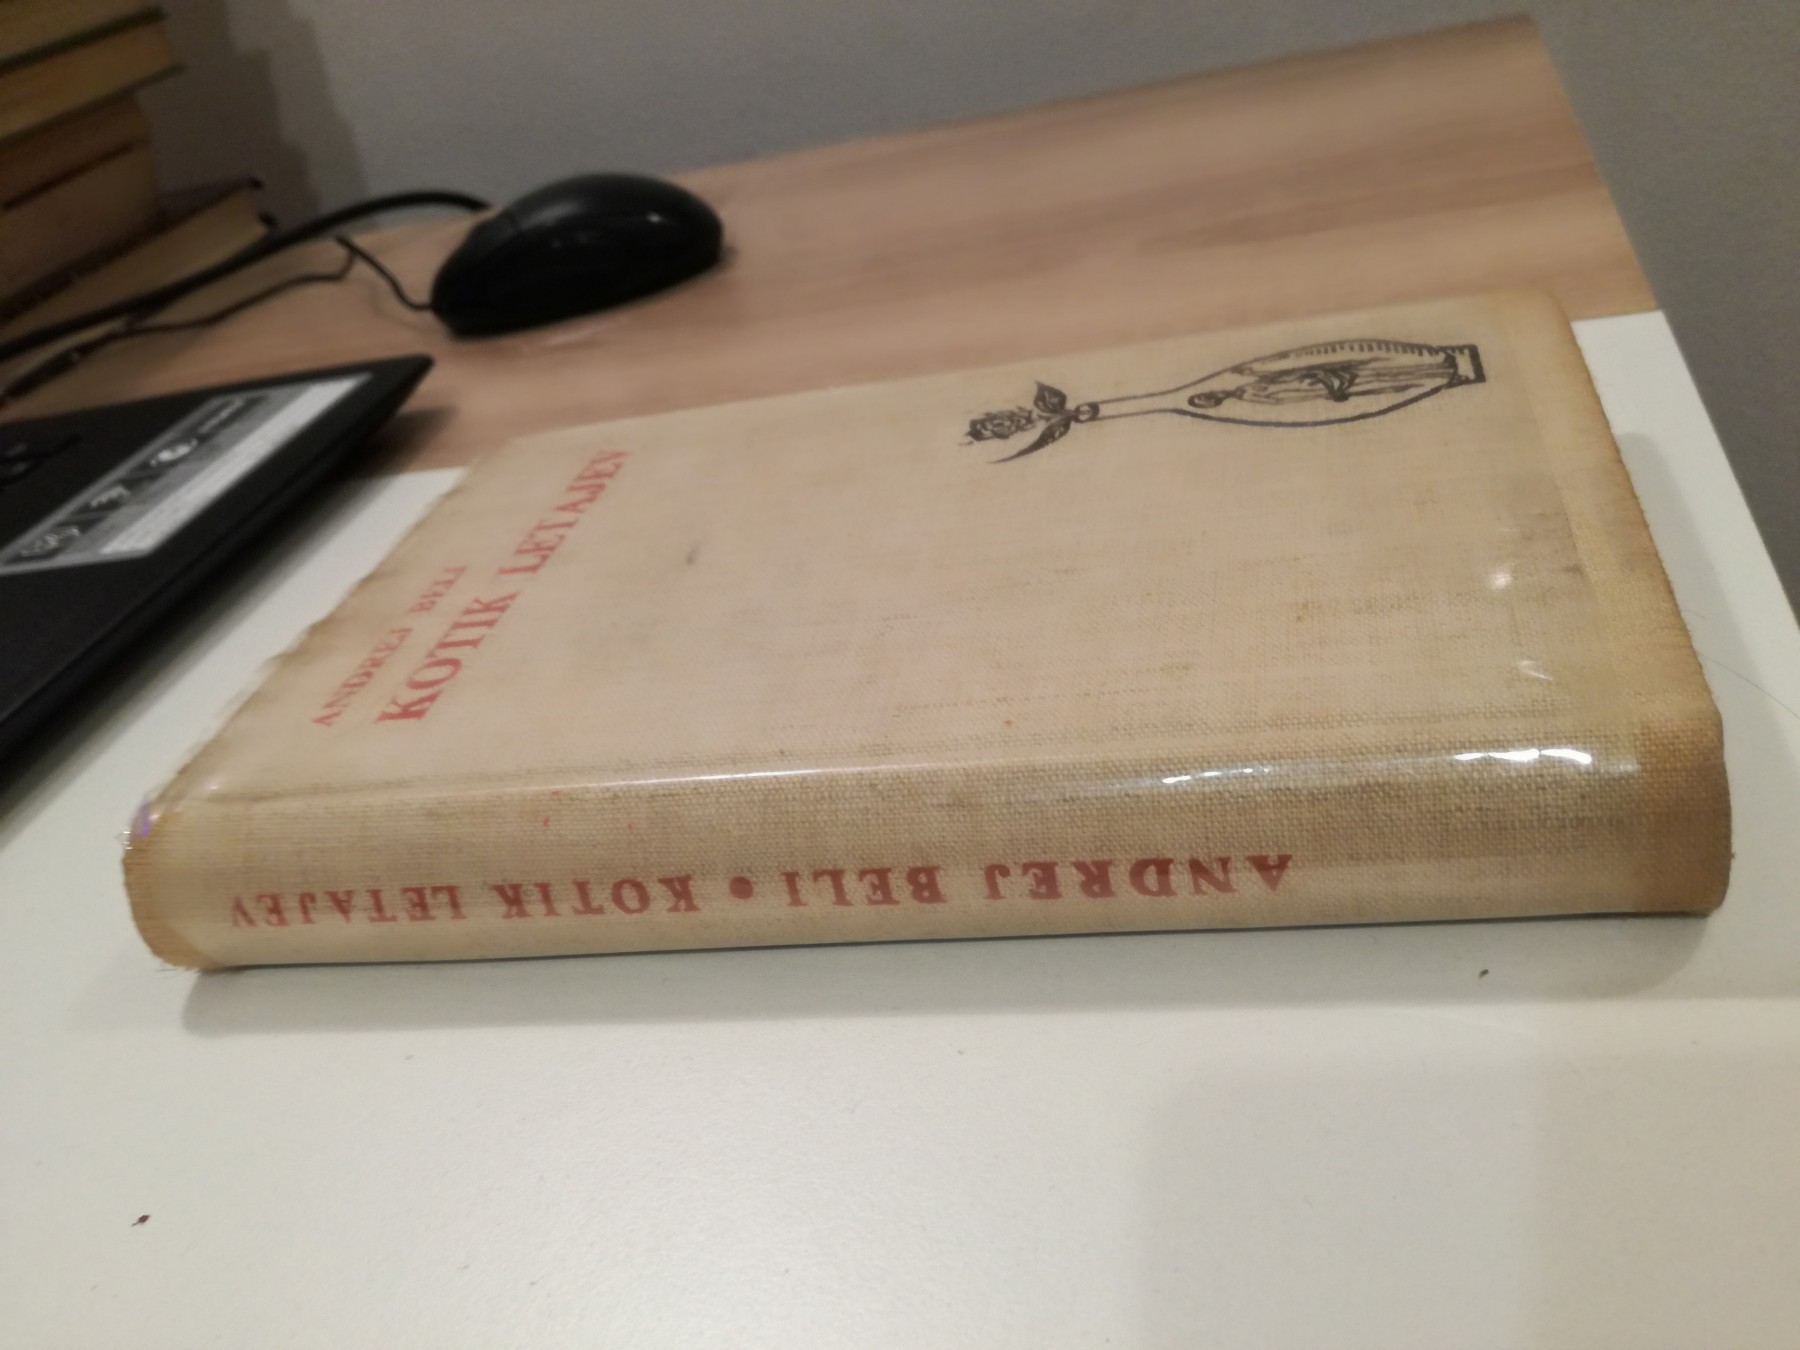 ANDREJ BELI
KOTIK LETAJEV
ANDREJ BELI • KOTIK LETAJEV